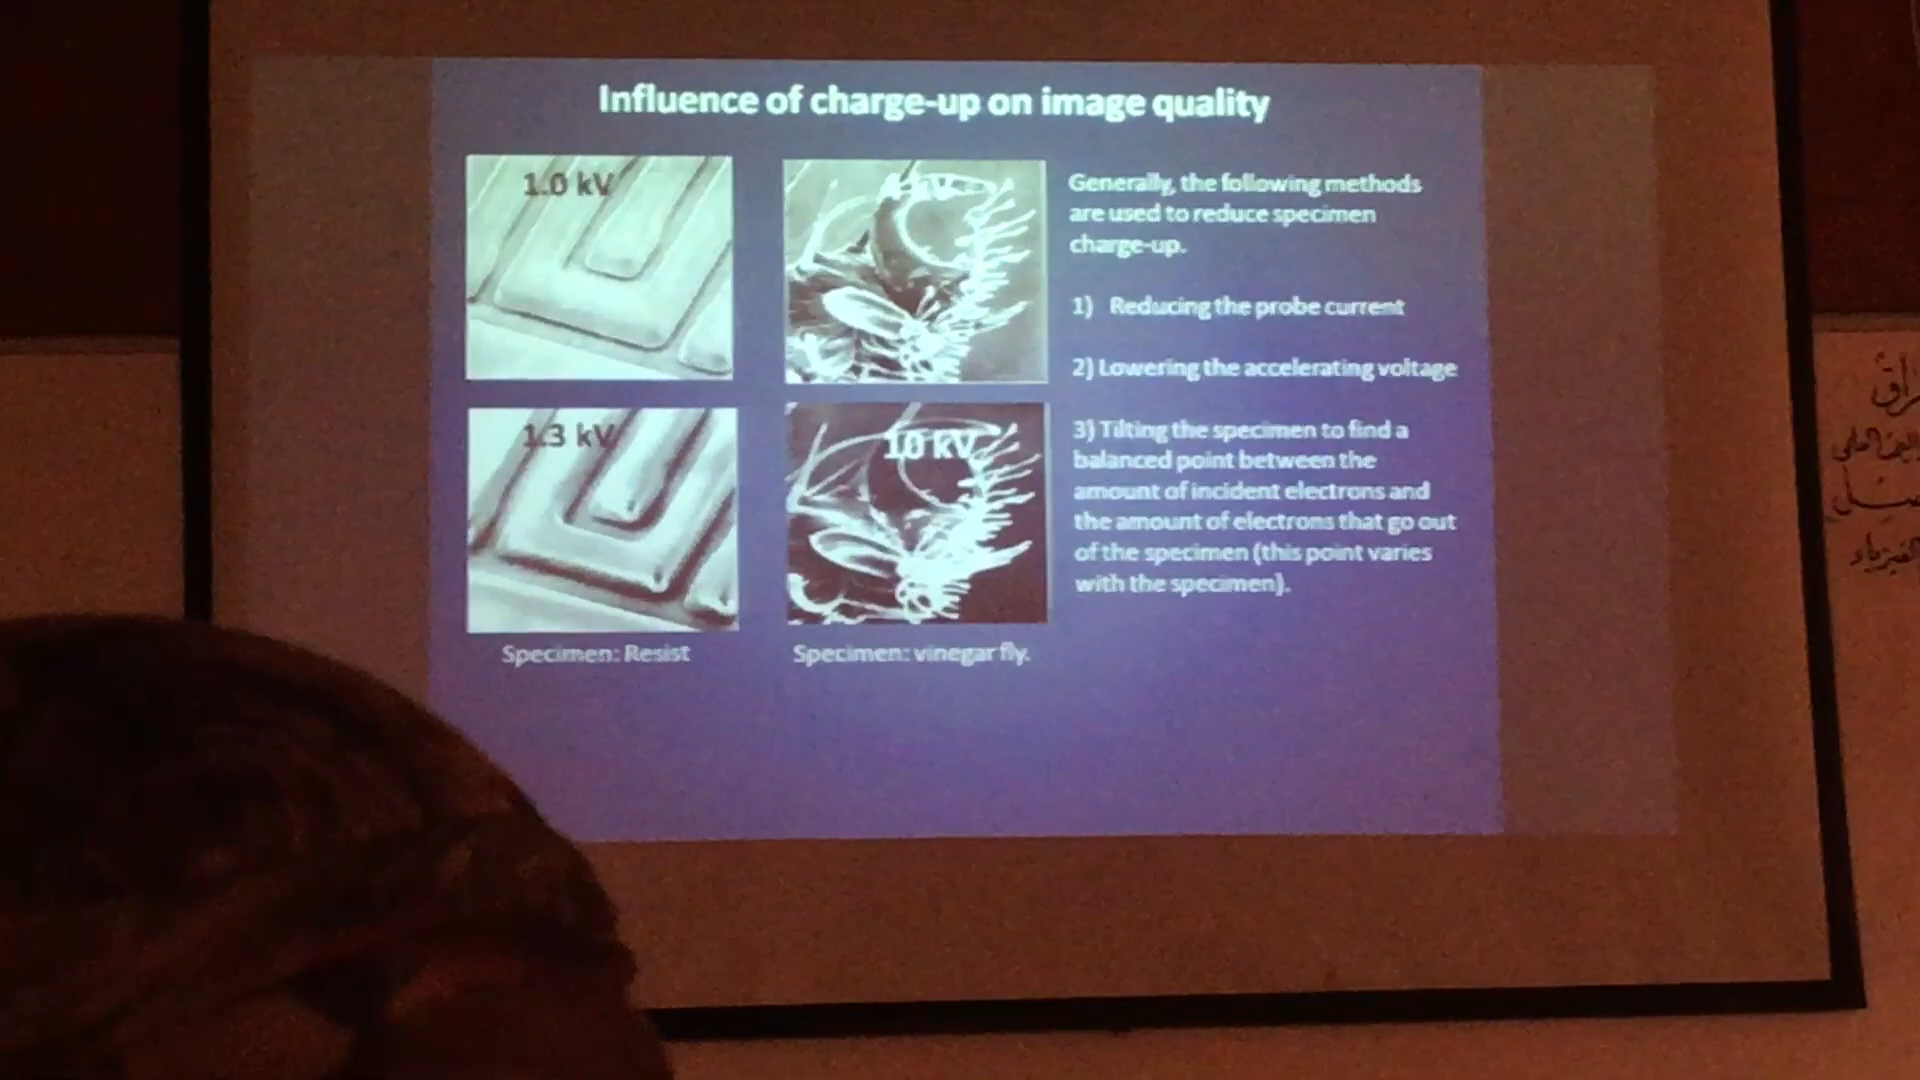 Influence of charge-up on image quality
1.0 kV
kV
1.3 kV
10 kV
Specimen: Resist
Specimen: vinegar fly.
Generally, the following methods
are used to reduce specimen
charge-up.
1) Reducing the probe current
2) Lowering the accelerating voltage
3) Tilting the specimen to find a
balanced point between the
amount of incident electrons and
the amount of electrons that go out
of the specimen (this point varies
with the specimen).